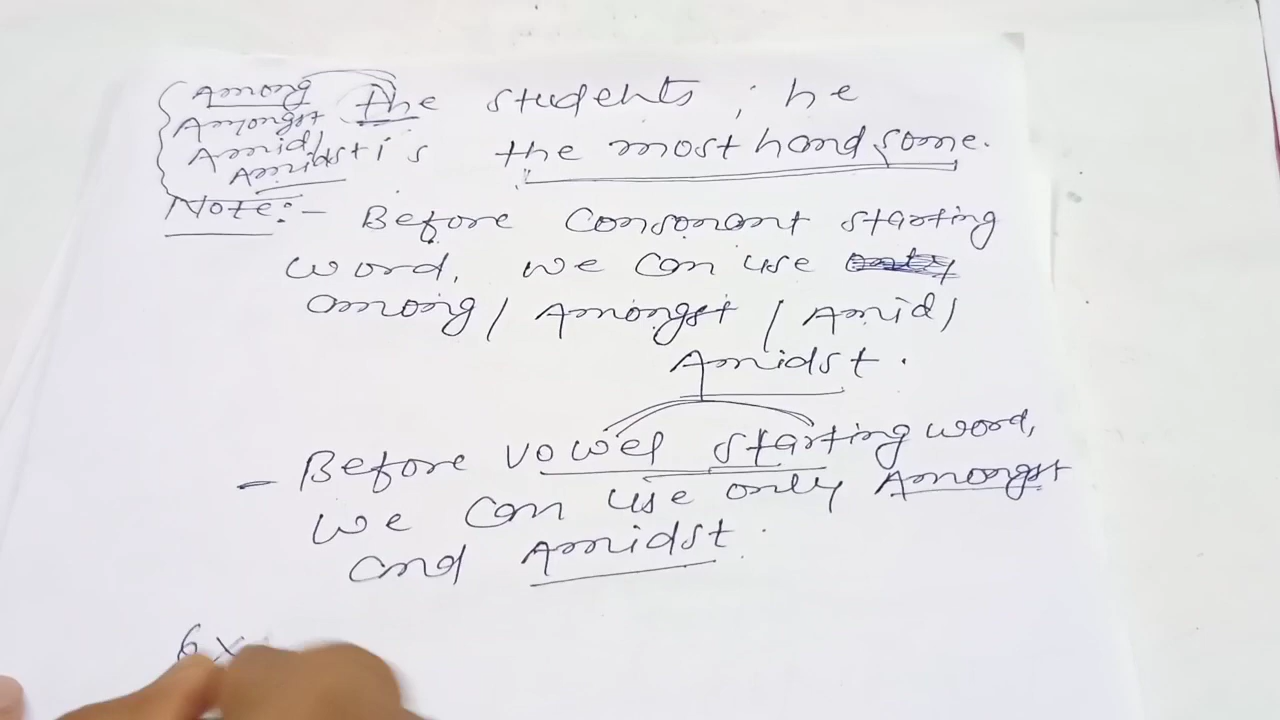 Among the students, he
Amongst
Amid/
Amidst is the most handsome.
Note:- Before consonant starting
word, we can use
among/ Amongst / Amid/
Amidst.
- Before vowel starting word,
we can use only Amongst
and Amidst.
Ex